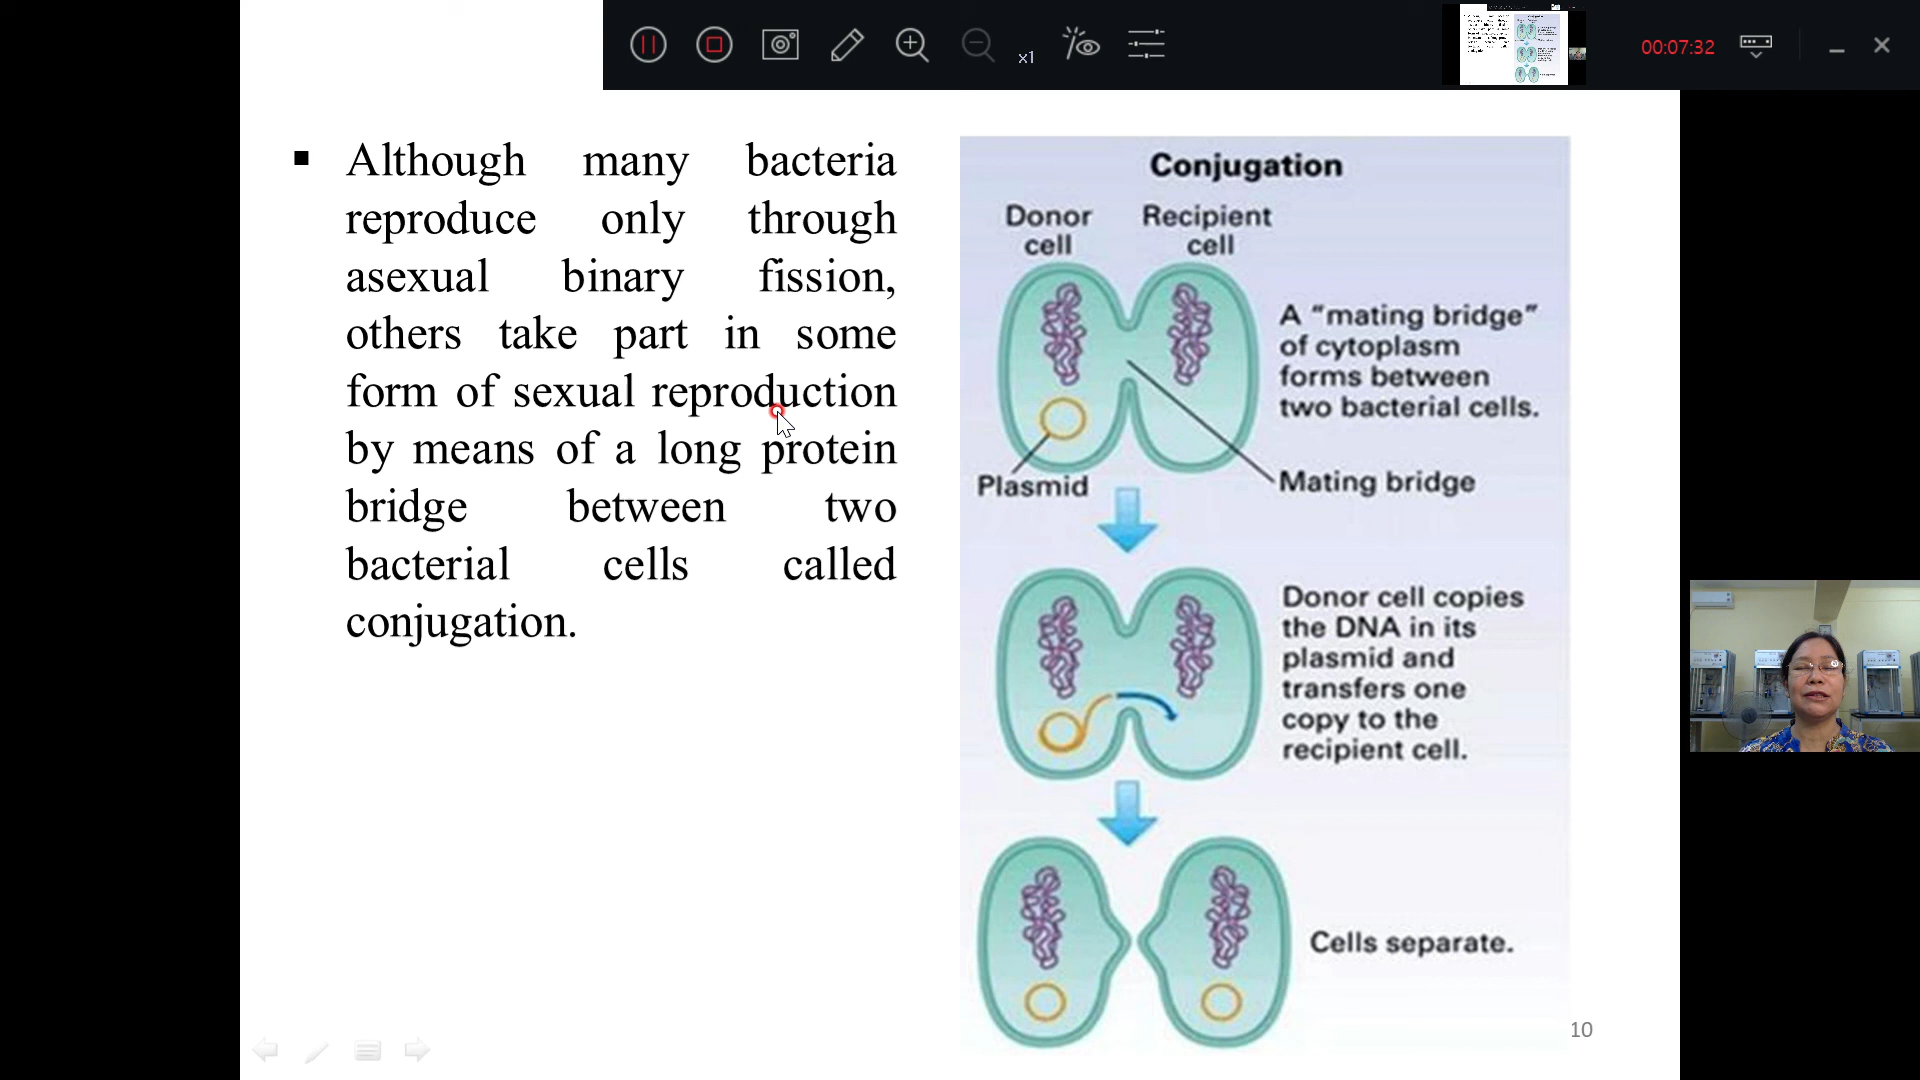 x1
00:07:32
▪ Although many bacteria
reproduce only through
asexual binary fission,
others take part in some
form of sexual reproduction
by means of a long protein
bridge between two
bacterial cells called
conjugation.
Conjugation
Donor cell
Recipient cell
A “mating bridge”
of cytoplasm
forms between
two bacterial cells.
Plasmid
Mating bridge
Donor cell copies
the DNA in its
plasmid and
transfers one
copy to the
recipient cell.
Cells separate.
10